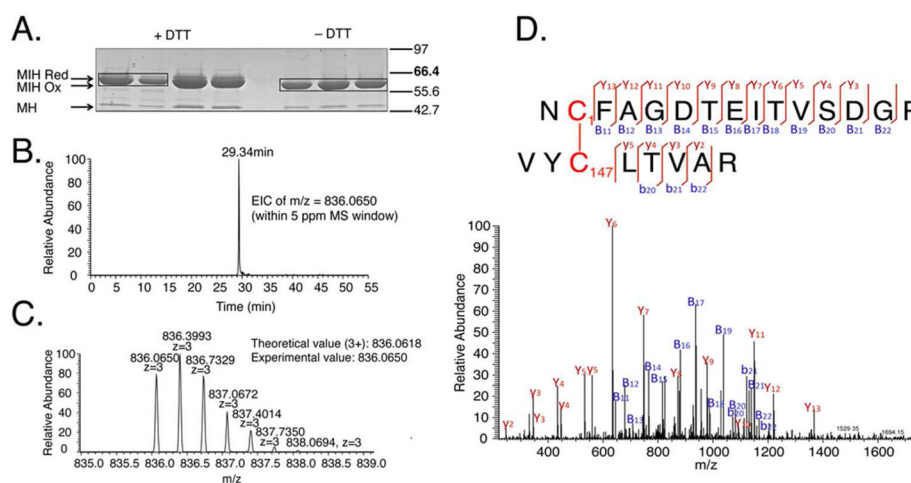 A.
+ DTT
– DTT
97
66.4
55.6
42.7
MIH Red
MIH Ox
MH
B.
29.34min
EIC of m/z = 836.0650
(within 5 ppm MS window)
Relative Abundance
100
80
60
40
20
0
0 5 10 15 20 25 30 35 40 45 50 55
Time (min)
C.
836.3993
z=3
836.0650
z=3
836.7329
z=3
837.0672
z=3
837.4014
z=3
837.7350
z=3
838.0694, z=3
Theoretical value (3+): 836.0618
Experimental value: 836.0650
Relative Abundance
100
80
60
40
20
0
835.0 835.5 836.0 836.5 837.0 837.5 838.0 838.5 839.0
m/z
D.
Y13 Y12 Y11 Y10 Y9 Y8 Y7 Y6 Y5 Y4 Y3
N C1 F A G D T E I T V S D G
B11 B12 B13 B14 B15 B16 B17 B18 B19 B20 B21 B22
y5 y4 y3 y2
V Y C147 L T V A R
b20 b21 b22
Relative Abundance
100
90
80
70
60
50
40
30
20
10
0
Y6
Y7
B17
B19
Y11
B16
Y9
Y8
B14
B15
Y5 y5
B12
B11
B13
Y4
y4
y3
Y3
y2
B18
B20
b20
b21
B21
B22
Y12
Y13
1529.35
1694.15
400 600 800 1000 1200 1400 1600
m/z